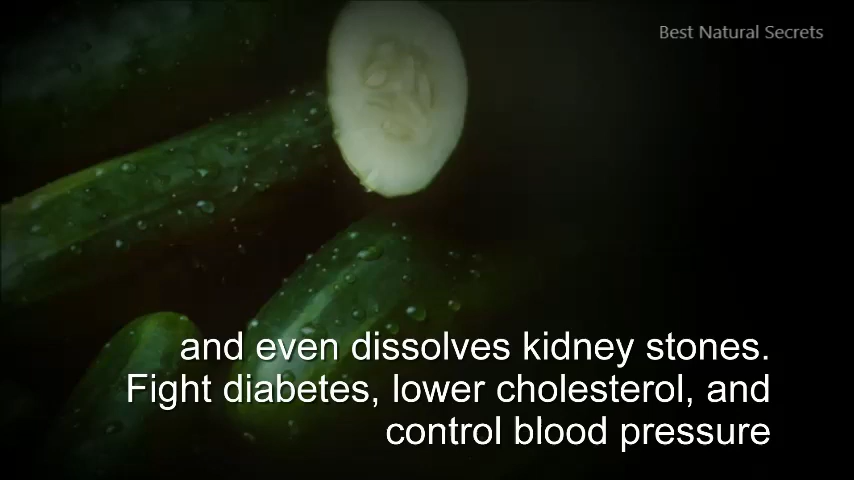 Best Natural Secrets
and even dissolves kidney stones.
Fight diabetes, lower cholesterol, and
control blood pressure